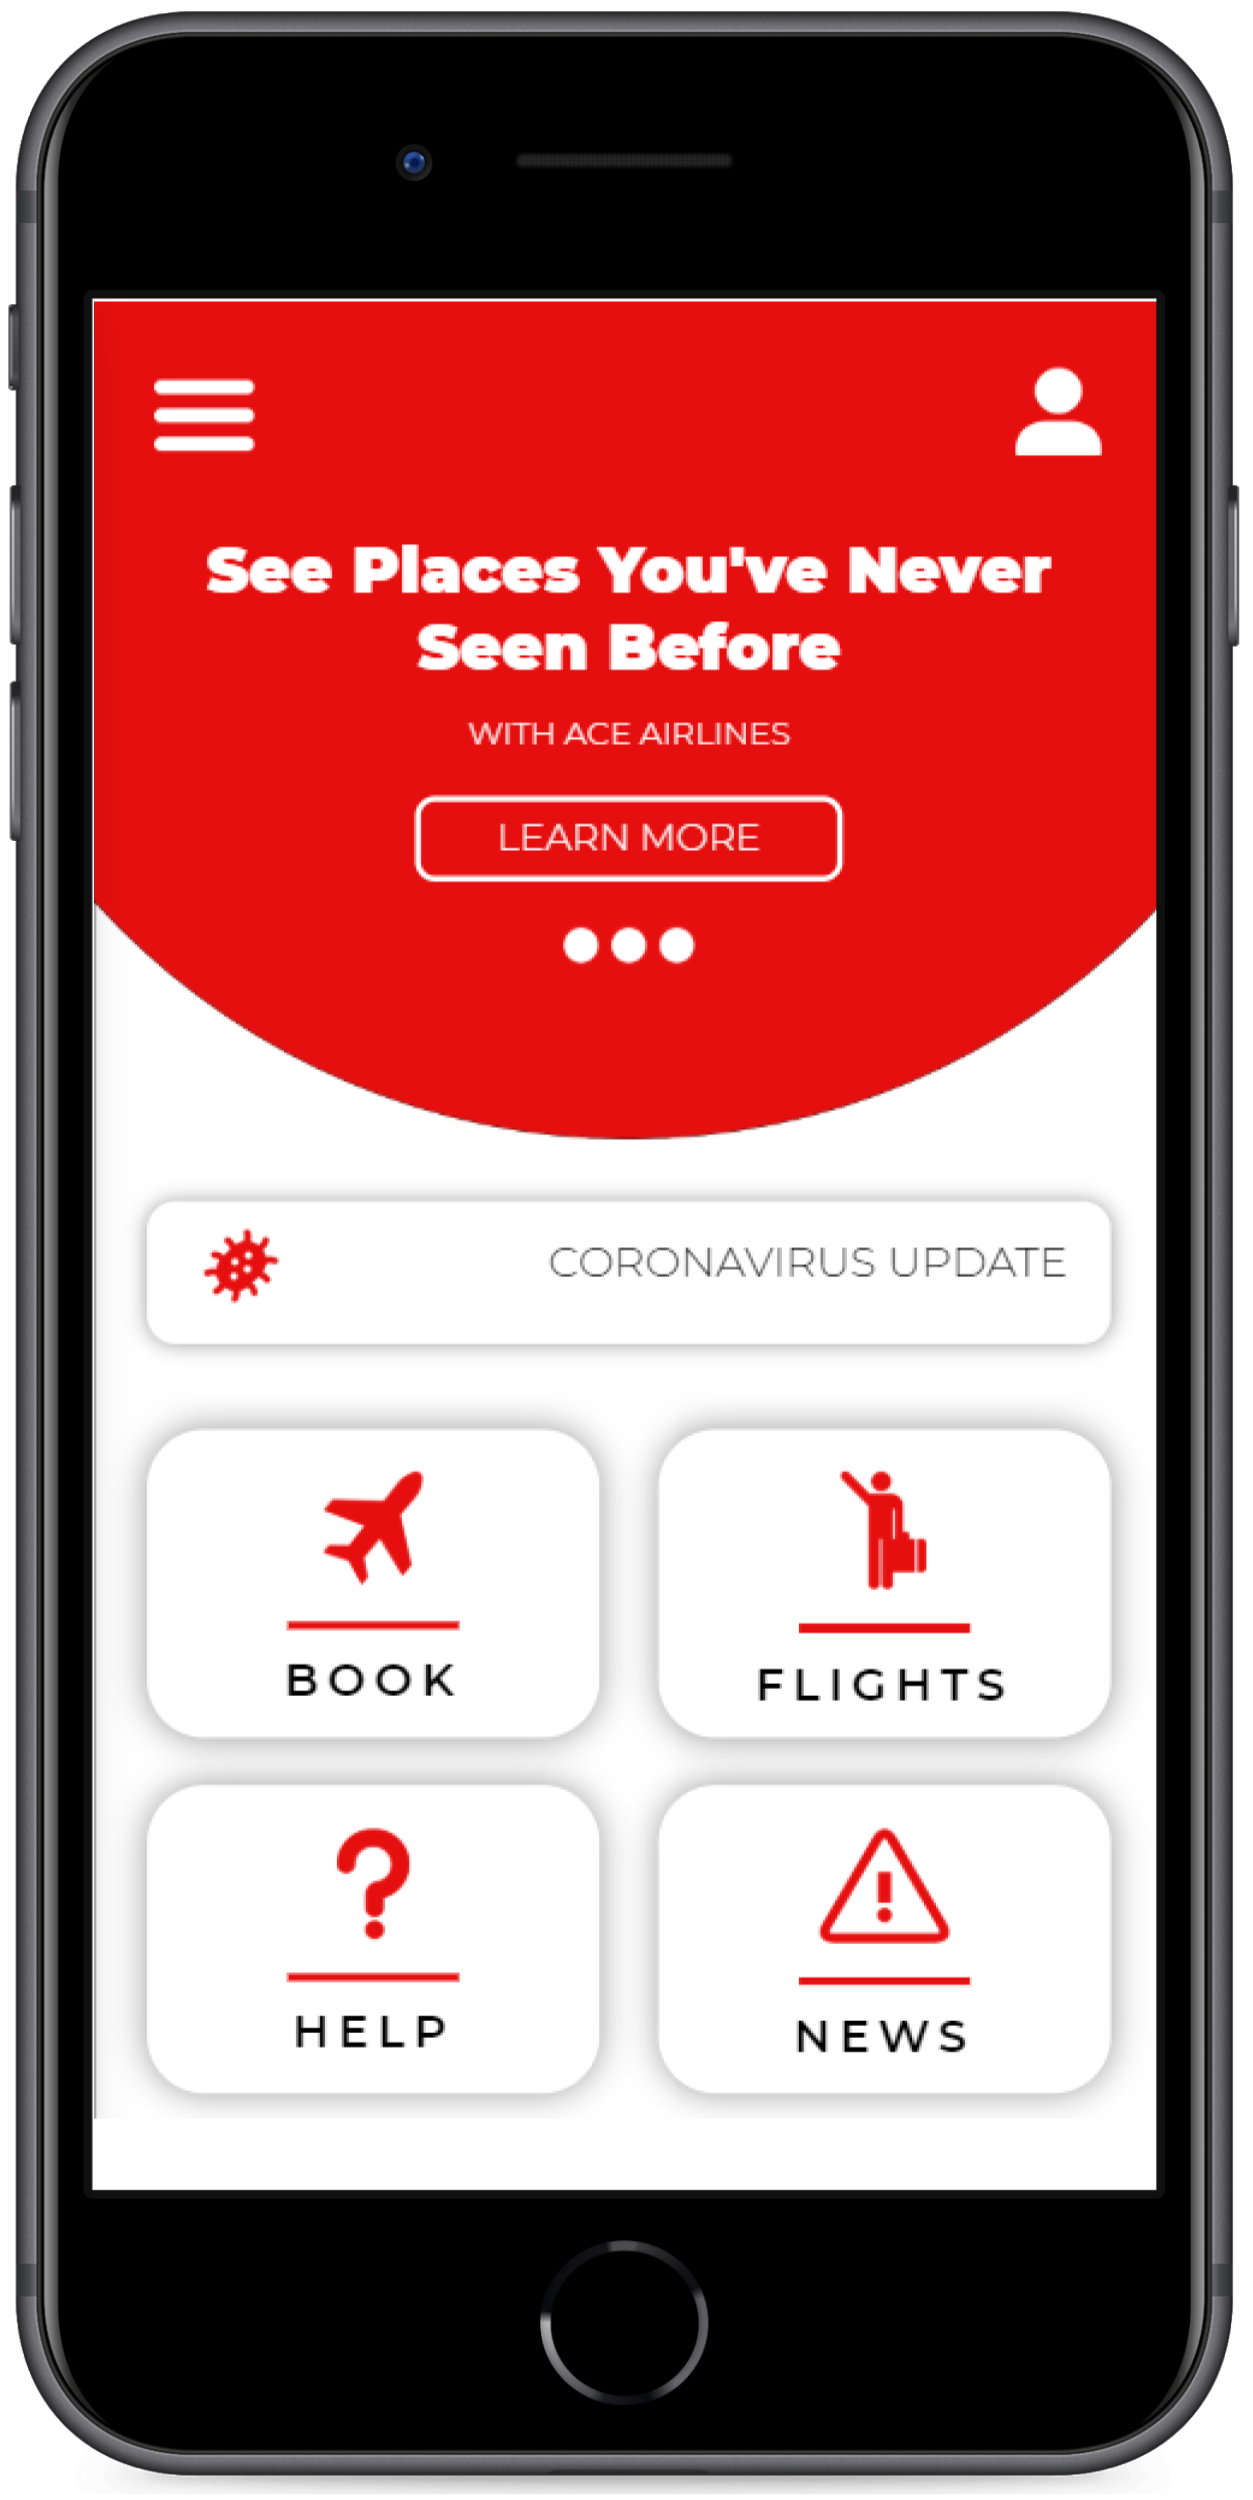 See Places You've Never
Seen Before
WITH ACE AIRLINES
LEARN MORE
CORONAVIRUS UPDATE
BOOK
FLIGHTS
HELP
NEWS